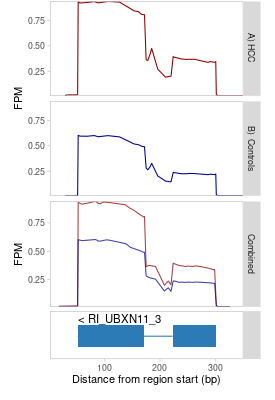 0.75
0.50
0.25
FPM
A) HCC
0.75
0.50
0.25
B) Controls
0.75
0.50
0.25
FPM
Combined
< RI_UBXN11_3
100
200
300
Distance from region start (bp)